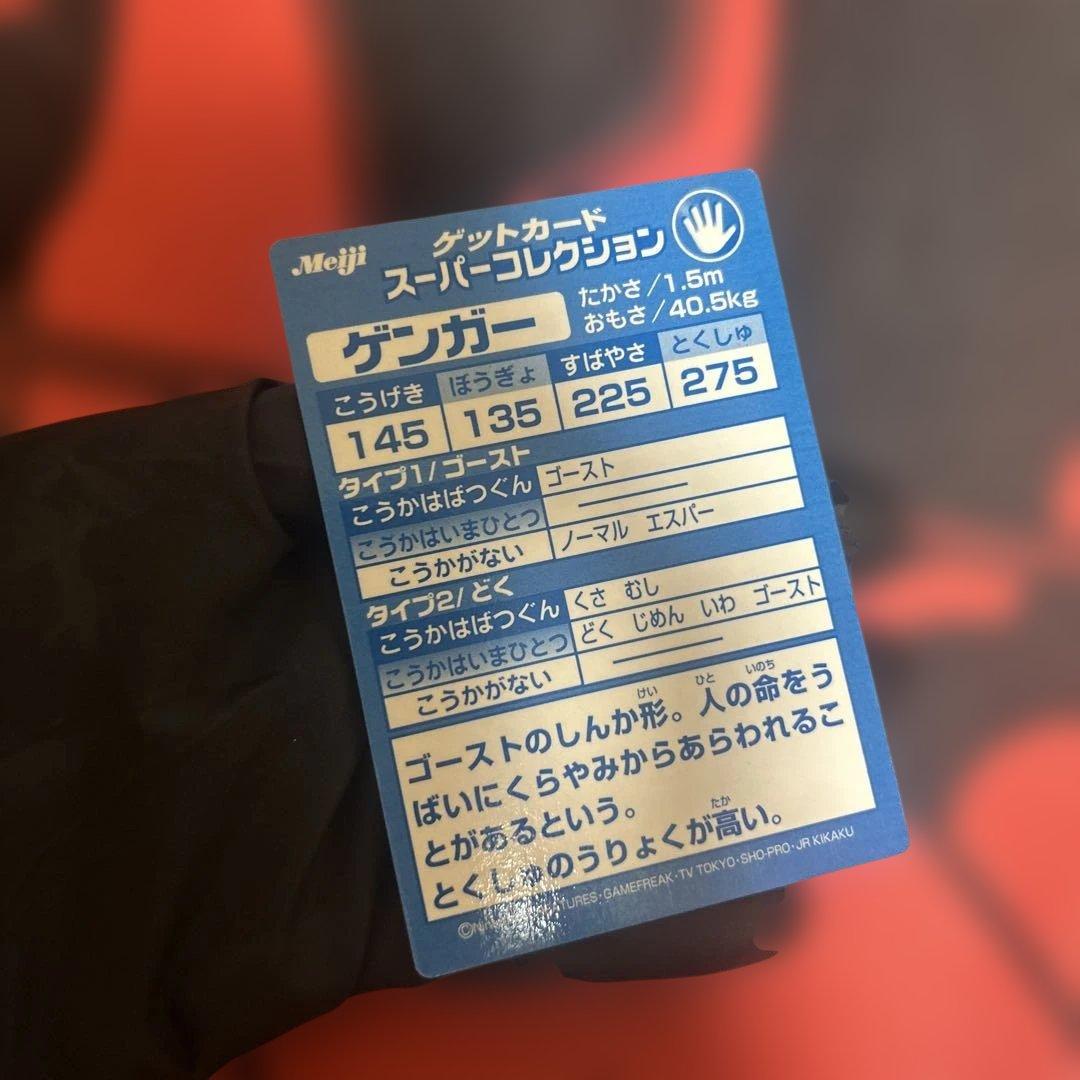 Meiji
ゲットカード
スーパーコレクション
ゲンガー
たかさ/1.5m
おもさ/40.5kg
こうげき ぼうぎょ すばやさ とくしゅ
145 135 225 275
タイプ1/ゴースト
こうかはばつぐん ゴースト
こうかはいまひとつ
こうかがない ノーマル エスパー
タイプ2/どく
こうかはばつぐん くさ むし
こうかはいまひとつ どく じめん いわ ゴースト
こうかがない
けい ひと いのち
ゴーストのしんか形。人の命をう
ばいにくらやみからあらわれるこ
とがあるという。
たか
とくしゅのうりょくが高い。
©NIN ATURES・GAMEFREAK・TV TOKYO・SHO-PRO・JR KIKAKU